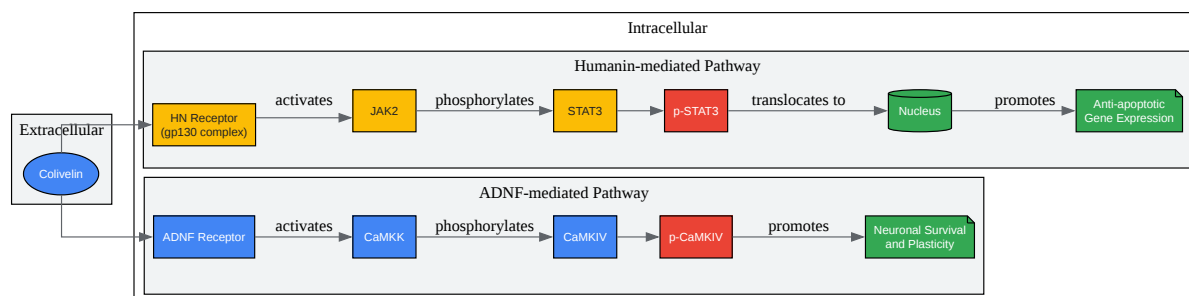 Intracellular
Humanin-mediated Pathway
HN Receptor
(gp130 complex)
activates
JAK2
phosphorylates
STAT3
p-STAT3
translocates to
Nucleus
promotes
Anti-apoptotic
Gene Expression
Extracellular
Colivelin
ADNF-mediated Pathway
ADNF Receptor
activates
CaMKK
phosphorylates
CaMKIV
p-CaMKIV
promotes
Neuronal Survival
and Plasticity